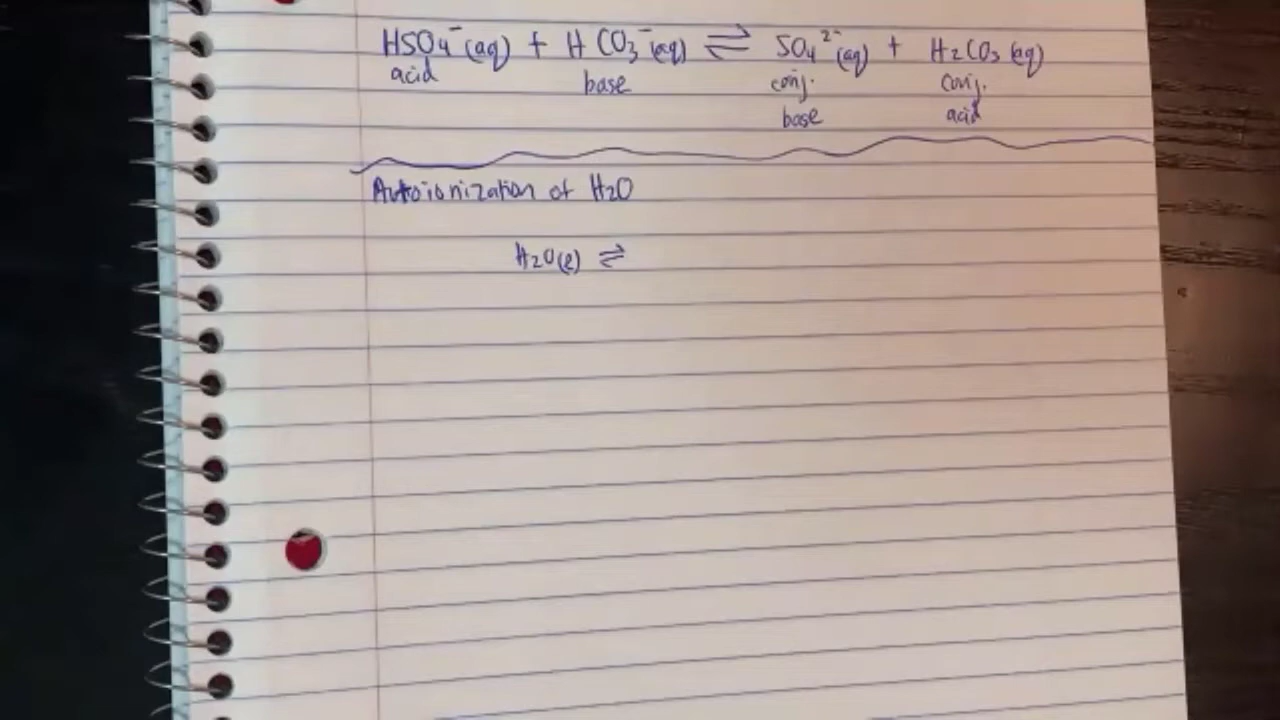 HSO₄⁻(aq) + HCO₃⁻(aq) ⇌ SO₄²⁻(aq) + H₂CO₃(aq)
acid base conj. conj.
base acid
Autoionization of H₂O
H₂O(l) ⇌